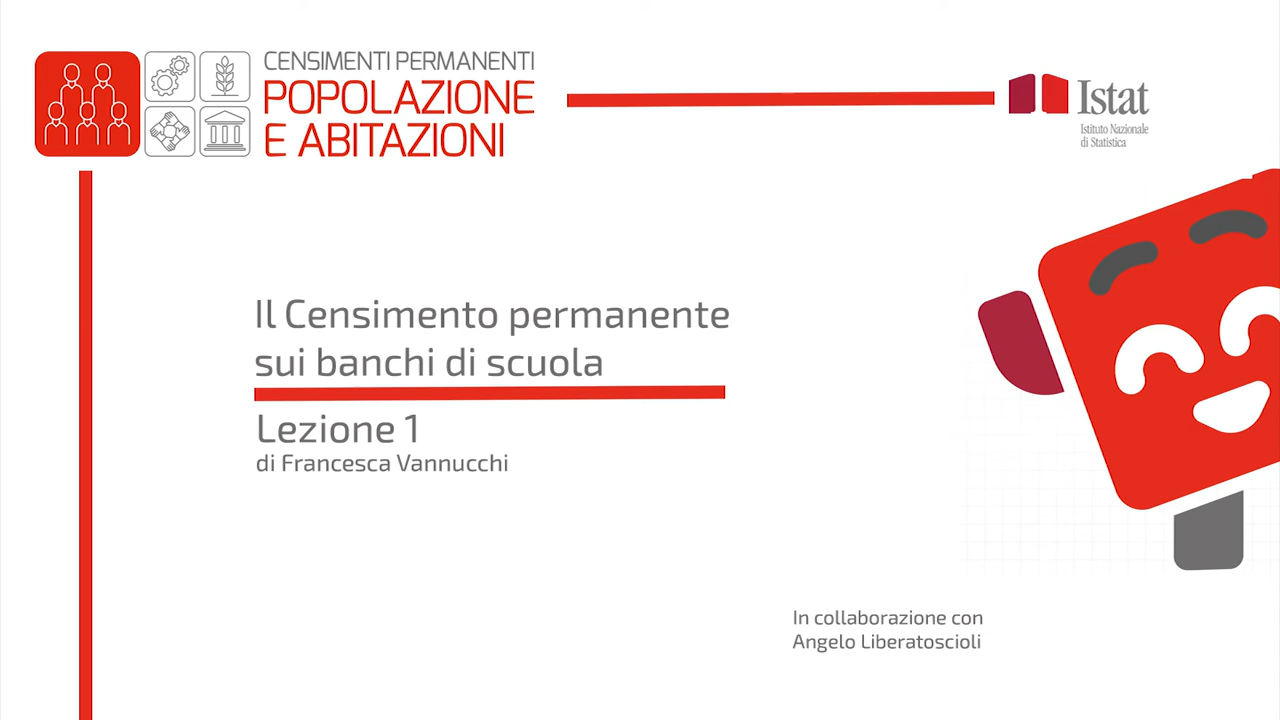 CENSIMENTI PERMANENTI
POPOLAZIONE
E ABITAZIONI
Istat
Istituto Nazionale
di Statistica
Il Censimento permanente
sui banchi di scuola
Lezione 1
di Francesca Vannucchi
In collaborazione con
Angelo Liberatoscioli